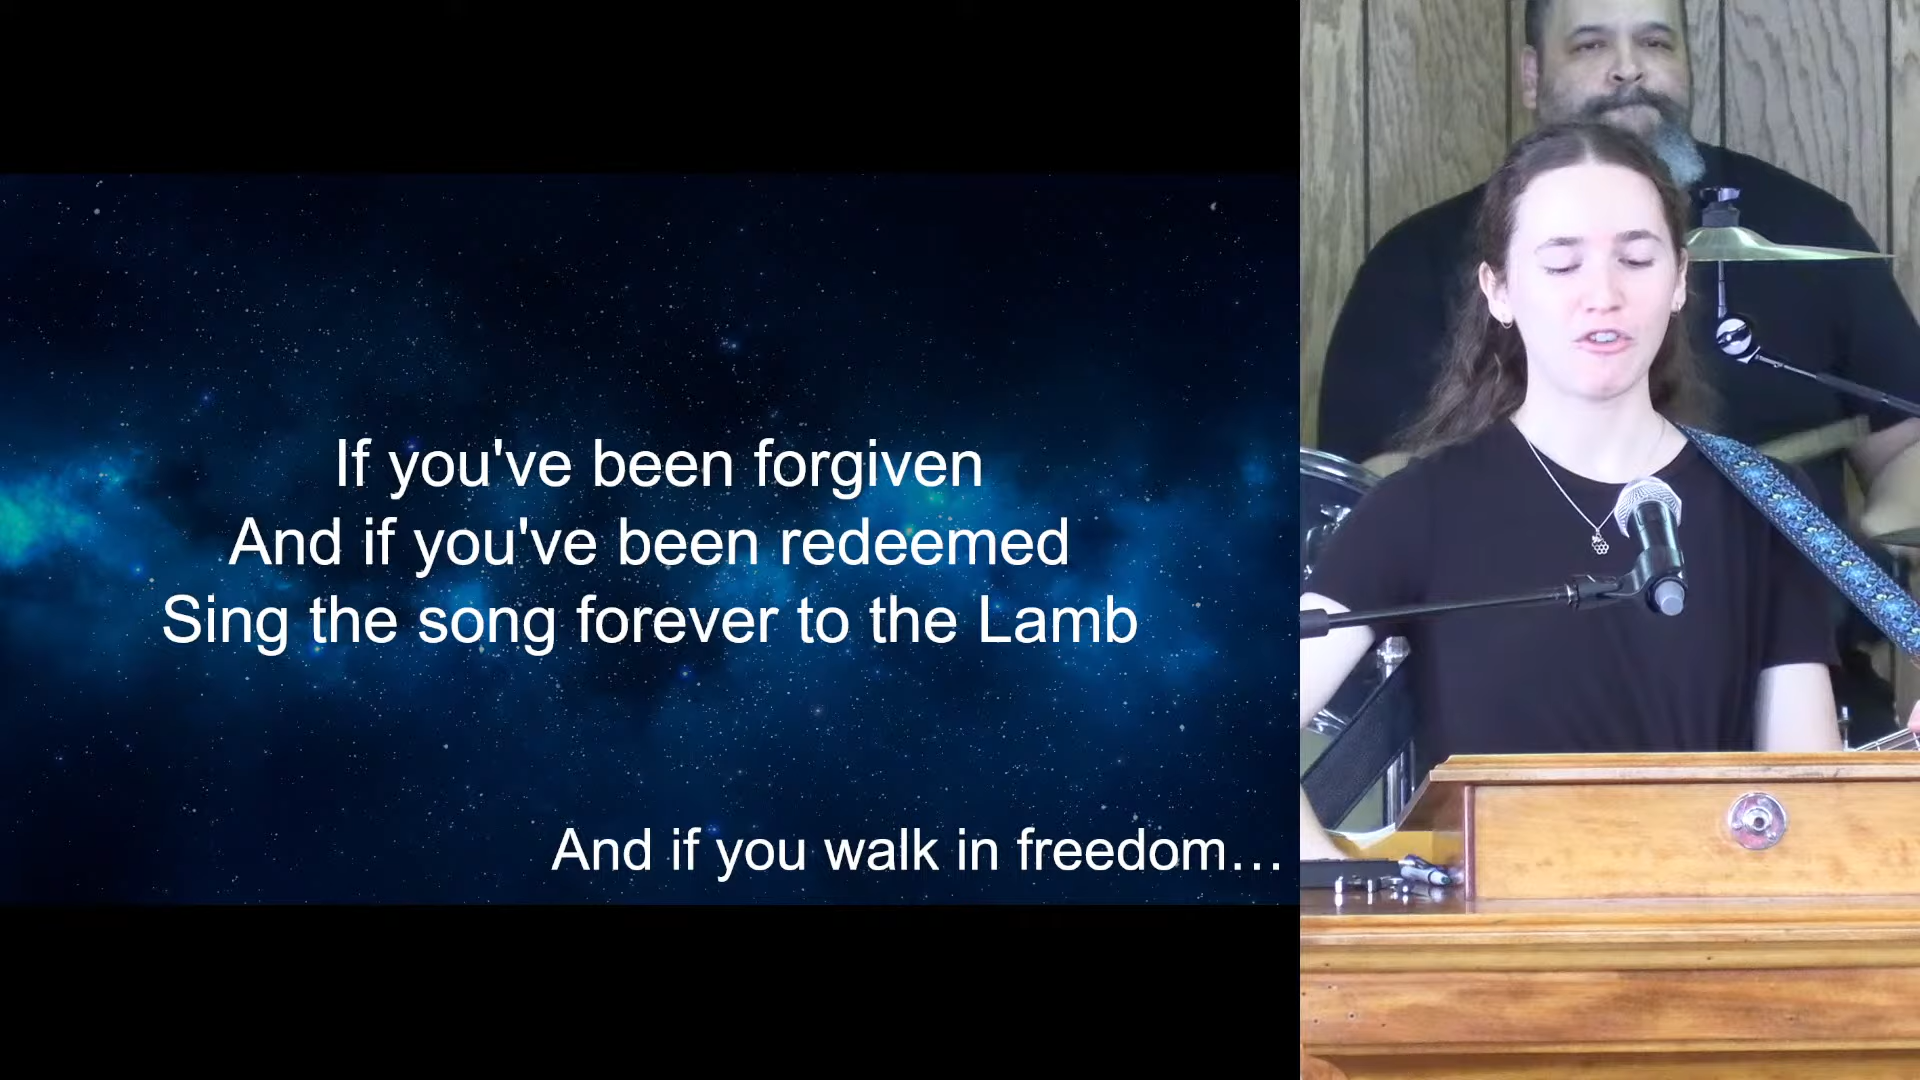 If you've been forgiven
And if you've been redeemed
Sing the song forever to the Lamb
And if you walk in freedom…